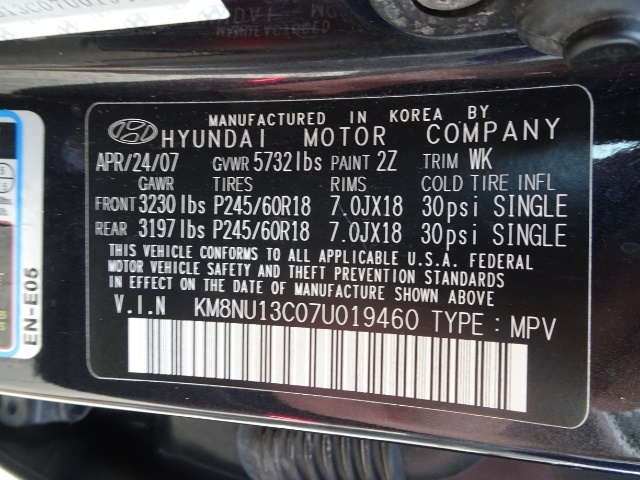 MANUFACTURED IN KOREA BY
HYUNDAI MOTOR COMPANY
APR/24/07 GVWR 5732 lbs PAINT 2Z TRIM WK
GAWR TIRES RIMS COLD TIRE INFL
FRONT 3230 lbs P245/60R18 7.0JX18 30psi SINGLE
REAR 3197 lbs P245/60R18 7.0JX18 30psi SINGLE
THIS VEHICLE CONFORMS TO ALL APPLICABLE U.S.A. FEDERAL
MOTOR VEHICLE SAFETY AND THEFT PREVENTION STANDARDS
IN EFFECT ON THE DATE OF MANUFACTURE SHOWN ABOVE.
V.I.N KM8NU13C07U019460 TYPE : MPV
EN-E05